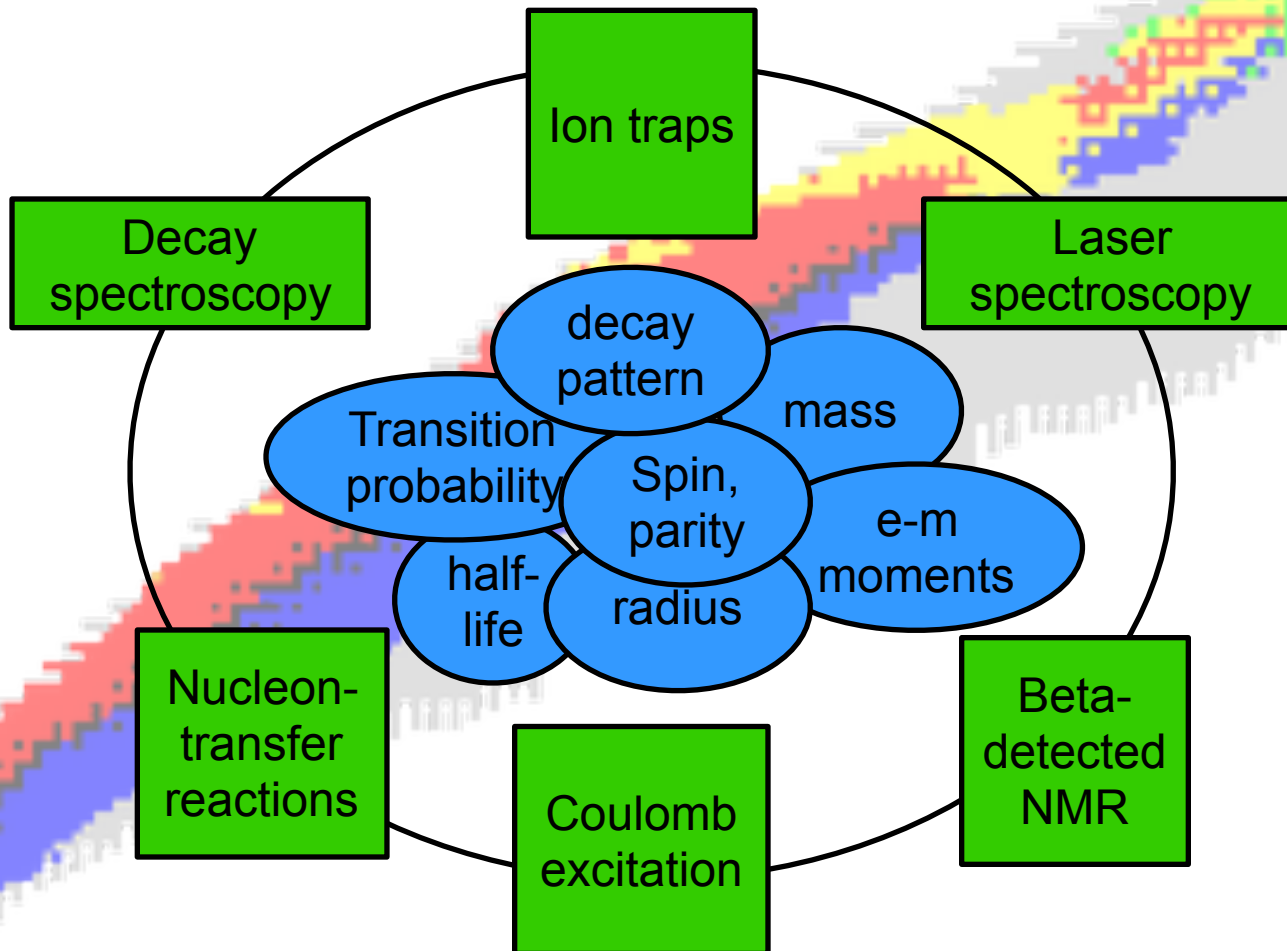 Ion traps
Decay
spectroscopy
Laser
spectroscopy
decay
pattern
mass
Transition
probability
Spin,
parity
e-m
moments
half-
life
radius
Nucleon-
transfer
reactions
Coulomb
excitation
Beta-
detected
NMR